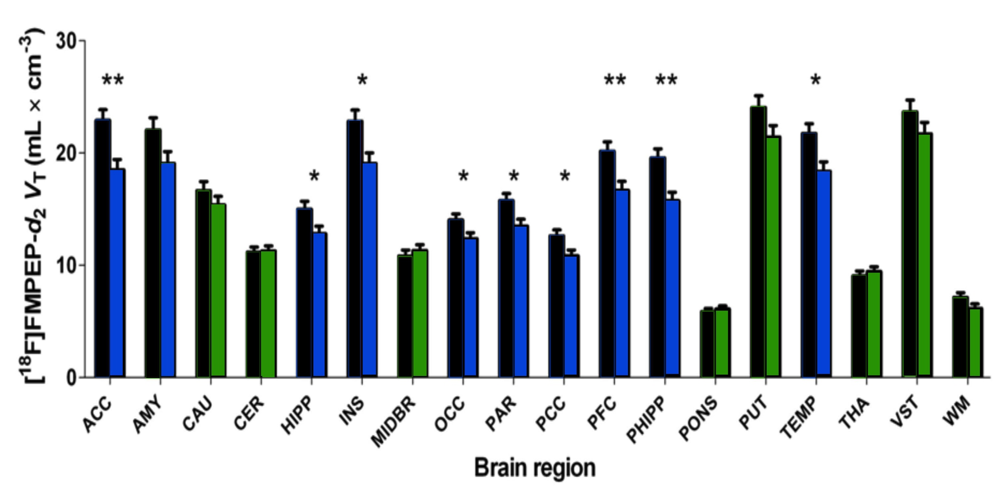 [¹⁸F]FMPEP-d₂ V_T (mL × cm⁻³)
30
20
10
0
** * * * * * ** ** *
ACC AMY CAU CER HIPP INS MIDBR OCC PAR PCC PFC PHIPP PONS PUT TEMP THA VST WM
Brain region